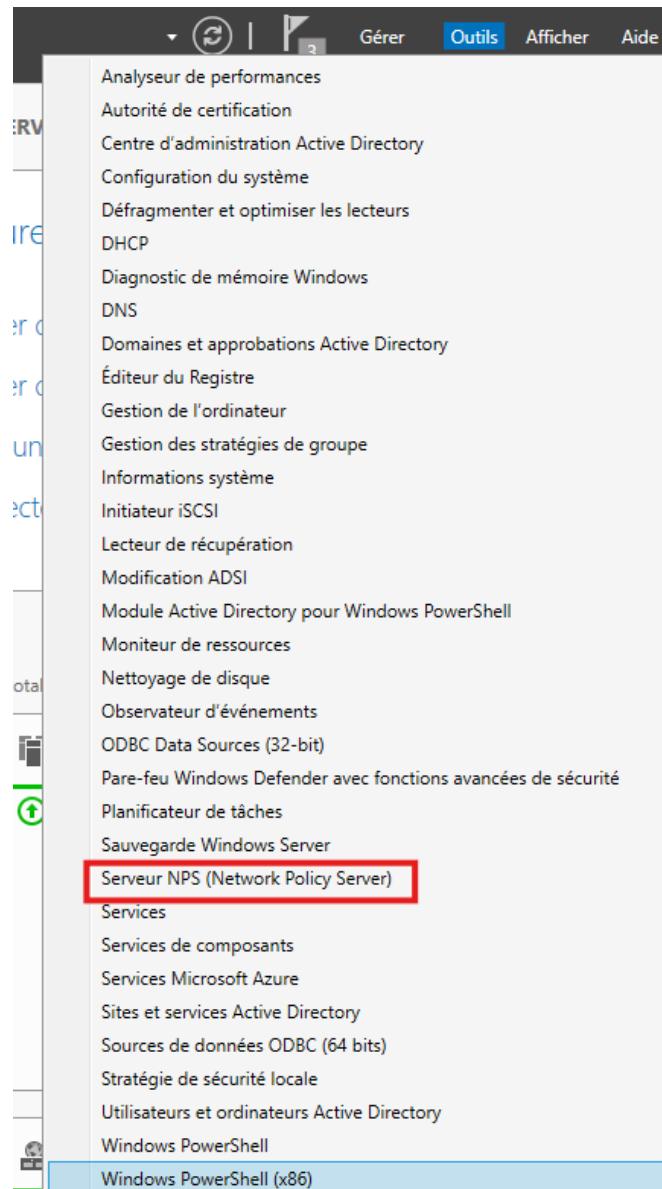 3 Gérer Outils Afficher Aide
Analyseur de performances
Autorité de certification
Centre d'administration Active Directory
Configuration du système
Défragmenter et optimiser les lecteurs
DHCP
Diagnostic de mémoire Windows
DNS
Domaines et approbations Active Directory
Éditeur du Registre
Gestion de l'ordinateur
Gestion des stratégies de groupe
Informations système
Initiateur iSCSI
Lecteur de récupération
Modification ADSI
Module Active Directory pour Windows PowerShell
Moniteur de ressources
Nettoyage de disque
Observateur d'événements
ODBC Data Sources (32-bit)
Pare-feu Windows Defender avec fonctions avancées de sécurité
Planificateur de tâches
Sauvegarde Windows Server
Serveur NPS (Network Policy Server)
Services
Services de composants
Services Microsoft Azure
Sites et services Active Directory
Sources de données ODBC (64 bits)
Stratégie de sécurité locale
Utilisateurs et ordinateurs Active Directory
Windows PowerShell
Windows PowerShell (x86)